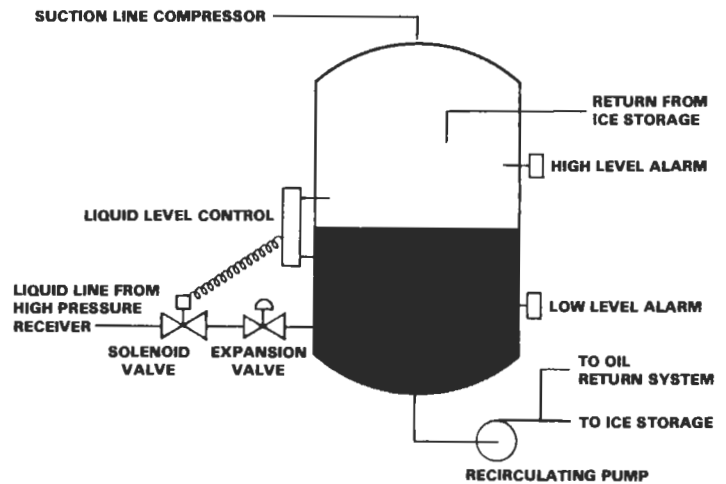 SUCTION LINE COMPRESSOR
RETURN FROM
ICE STORAGE
HIGH LEVEL ALARM
LIQUID LEVEL CONTROL
LIQUID LINE FROM
HIGH PRESSURE
RECEIVER
LOW LEVEL ALARM
SOLENOID
VALVE
EXPANSION
VALVE
TO OIL
RETURN SYSTEM
TO ICE STORAGE
RECIRCULATING PUMP